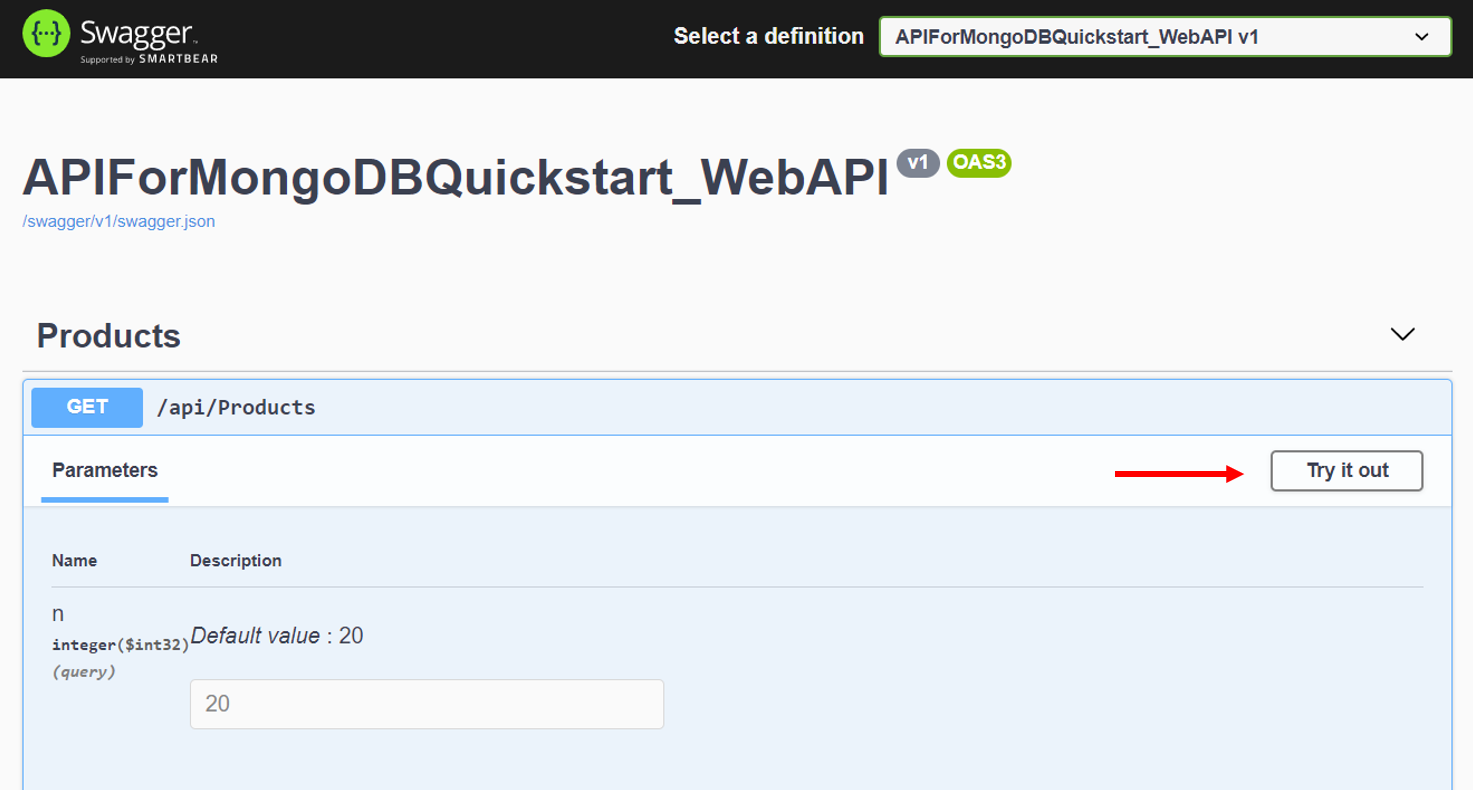 {···} Swagger™
Supported by SMARTBEAR
Select a definition
APIForMongoDBQuickstart_WebAPI v1
APIForMongoDBQuickstart_WebAPI v1 OAS3
/swagger/v1/swagger.json
Products
GET /api/Products
Parameters
Try it out
Name Description
n
integer($int32)
(query)
Default value : 20
20